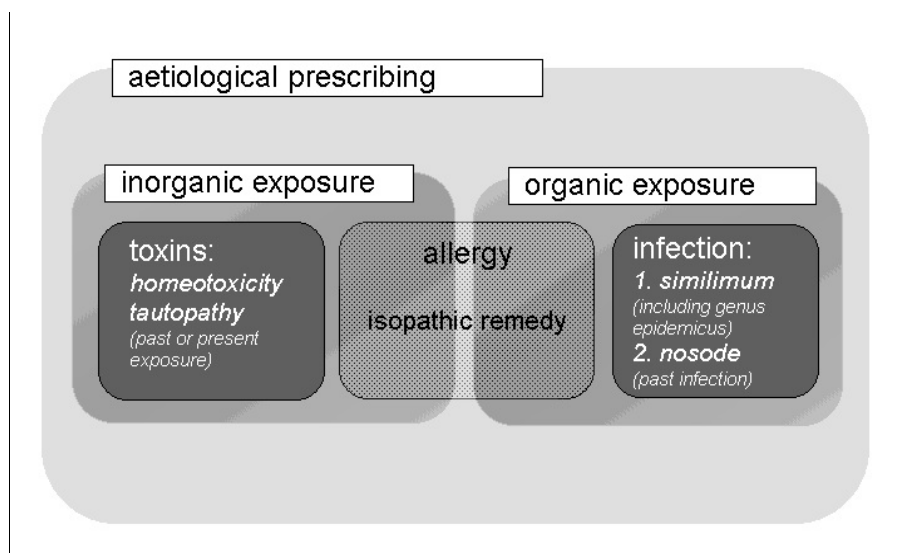 aetiological prescribing
inorganic exposure
organic exposure
toxins:
homeotoxicity
tautopathy
(past or present
exposure)
allergy
isopathic remedy
infection:
1. similimum
(including genus
epidemicus)
2. nosode
(past infection)